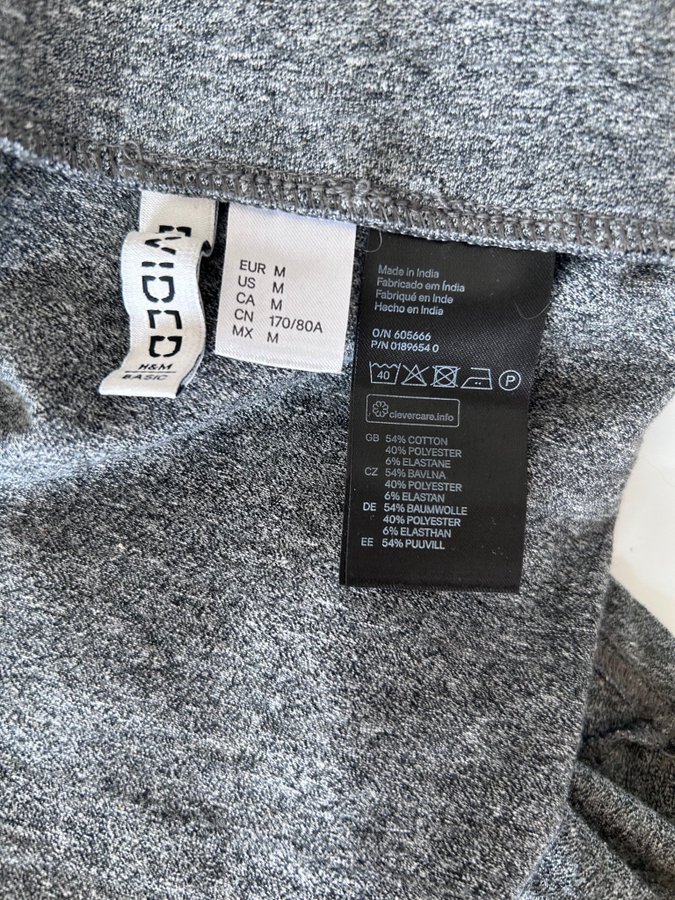 DIVIDED
H&M
BASIC
EUR M
US M
CA M
CN 170/80A
MX M
Made in India
Fabricado em Índia
Fabriqué en Inde
Hecho en India
O/N 605666
P/N 0189654 0
40
P
clevercare.info
GB 54% COTTON
40% POLYESTER
6% ELASTANE
CZ 54% BAVLNA
40% POLYESTER
6% ELASTAN
DE 54% BAUMWOLLE
40% POLYESTER
6% ELASTHAN
EE 54% PUUVILL